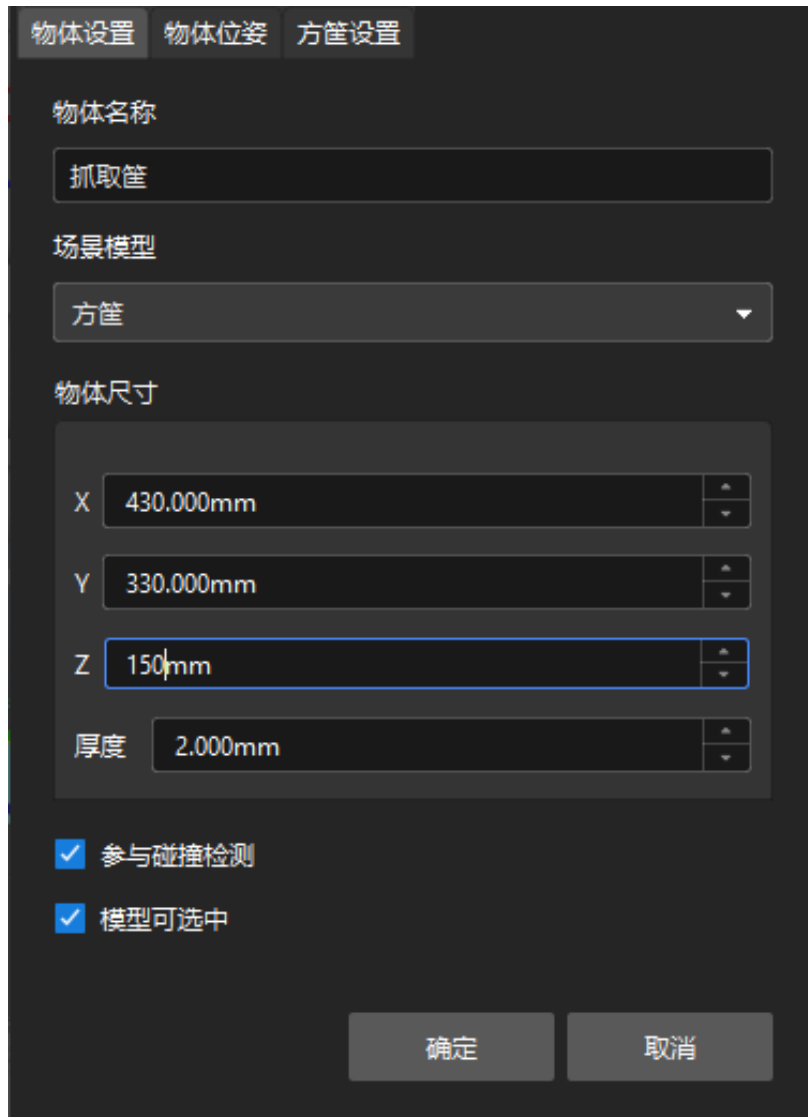 物体设置 物体位姿 方筐设置
物体名称
抓取筐
场景模型
方筐
物体尺寸
X 430.000mm
Y 330.000mm
Z 150mm
厚度 2.000mm
参与碰撞检测
模型可选中
确定 取消